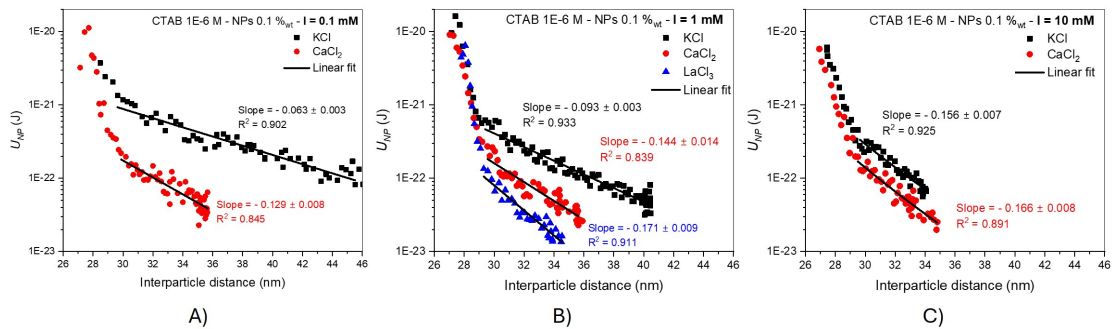 CTAB 1E-6 M - NPs 0.1 %wt - I = 0.1 mM
KCl
CaCl2
Linear fit
1E-20
1E-21
1E-22
1E-23
UNP (J)
Slope = - 0.063 ± 0.003
R2 = 0.902
Slope = - 0.129 ± 0.008
R2 = 0.845
26 28 30 32 34 36 38 40 42 44 46
Interparticle distance (nm)
A)
CTAB 1E-6 M - NPs 0.1 %wt - I = 1 mM
KCl
CaCl2
LaCl3
Linear fit
1E-20
1E-21
1E-22
1E-23
UNP (J)
Slope = - 0.093 ± 0.003
R2 = 0.933
Slope = - 0.144 ± 0.014
R2 = 0.839
Slope = - 0.171 ± 0.009
R2 = 0.911
26 28 30 32 34 36 38 40 42 44 46
Interparticle distance (nm)
B)
CTAB 1E-6 M - NPs 0.1 %wt - I = 10 mM
KCl
CaCl2
Linear fit
1E-20
1E-21
1E-22
1E-23
UNP (J)
Slope = - 0.156 ± 0.007
R2 = 0.925
Slope = - 0.166 ± 0.008
R2 = 0.891
26 28 30 32 34 36 38 40 42 44 46
Interparticle distance (nm)
C)